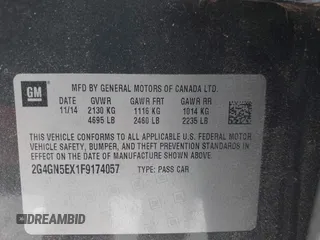 GM
MFD BY GENERAL MOTORS OF CANADA LTD.
DATE GVWR GAWR FRT GAWR RR
11/14 2130 KG 1116 KG 1014 KG
4695 LB 2460 LB 2235 LB
THIS VEHICLE CONFORMS TO ALL APPLICABLE U.S. FEDERAL MOTOR
VEHICLE SAFETY, BUMPER, AND THEFT PREVENTION STANDARDS IN
EFFECT ON THE DATE OF MANUFACTURE SHOWN ABOVE.
2G4GN5EX1F9174057 TYPE: PASS CAR
DREAMBID